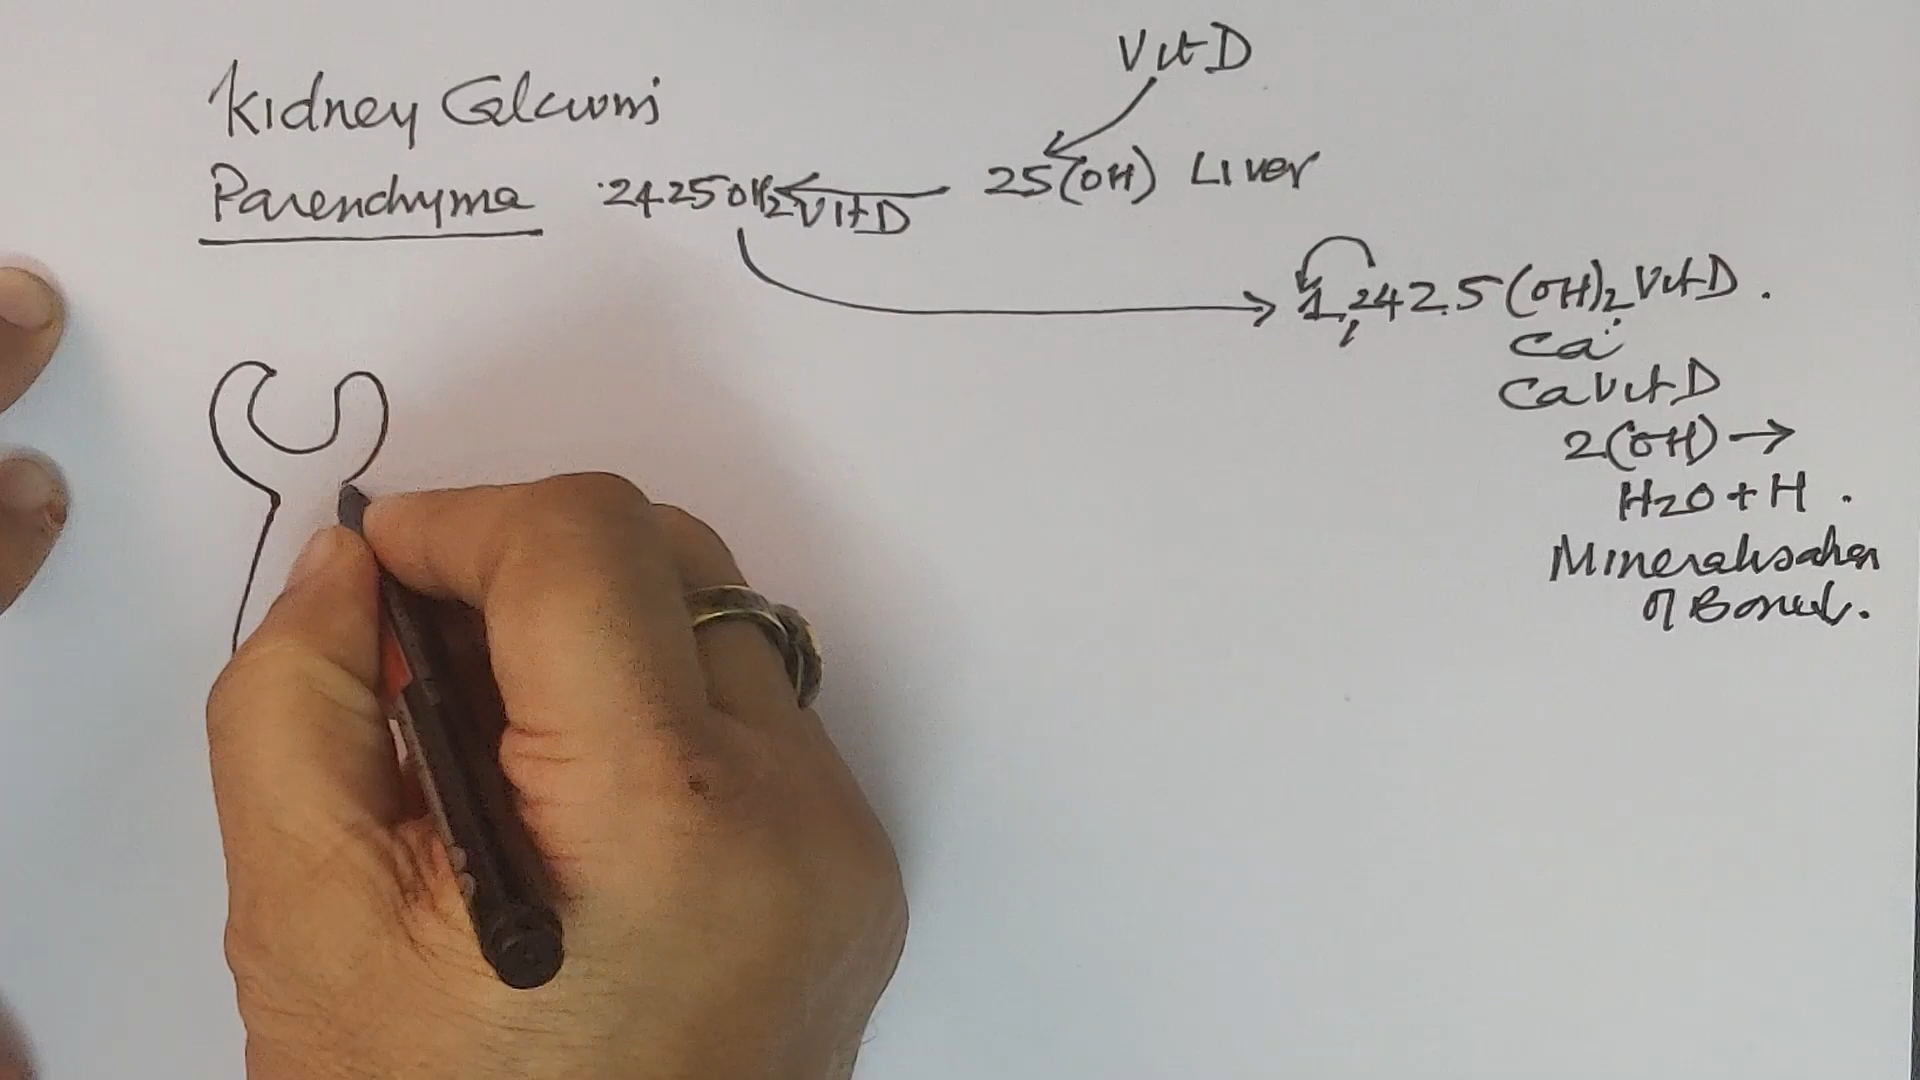 Vit D
Kidney Calcium
Parenchyma
24 25 OH2 Vit D
25(OH) Liver
1,24 25(OH)2 Vit D.
Ca
Ca Vit D
2(OH) →
H2O + H.
Mineralisation
of